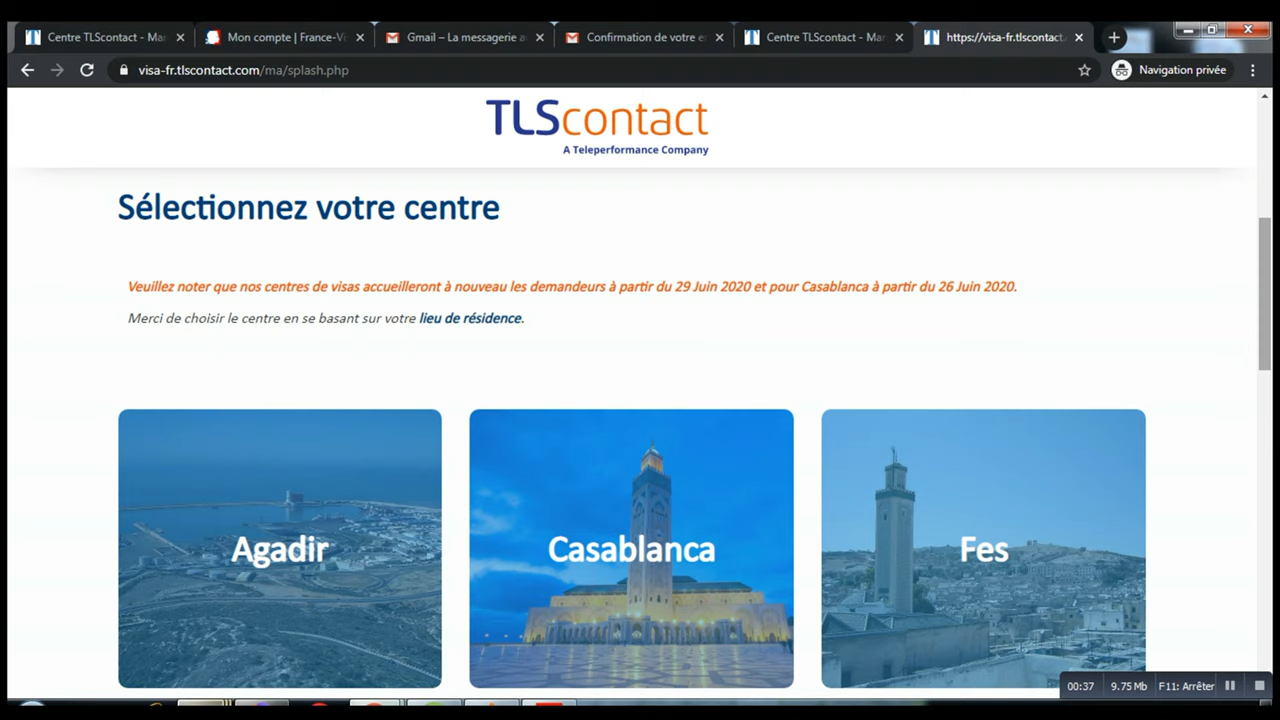 Centre TLScontact - Mar
Mon compte | France-Vi
Gmail – La messagerie a
Confirmation de votre e
Centre TLScontact - Mar
https://visa-fr.tlscontact.
visa-fr.tlscontact.com/ma/splash.php
Navigation privée
TLScontact
A Teleperformance Company
Sélectionnez votre centre
Veuillez noter que nos centres de visas accueilleront à nouveau les demandeurs à partir du 29 Juin 2020 et pour Casablanca à partir du 26 Juin 2020.
Merci de choisir le centre en se basant sur votre lieu de résidence.
Agadir
Casablanca
Fes
00:37 9.75 Mb F11: Arrêter